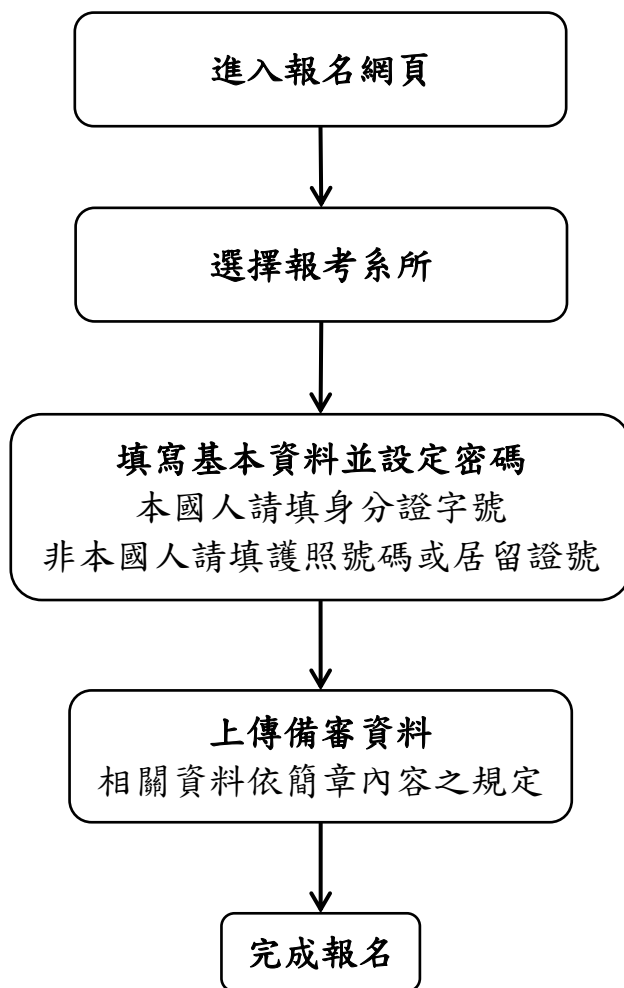 進入報名網頁
選擇報考系所
填寫基本資料並設定密碼
本國人請填身分證字號
非本國人請填護照號碼或居留證號
上傳備審資料
相關資料依簡章內容之規定
完成報名